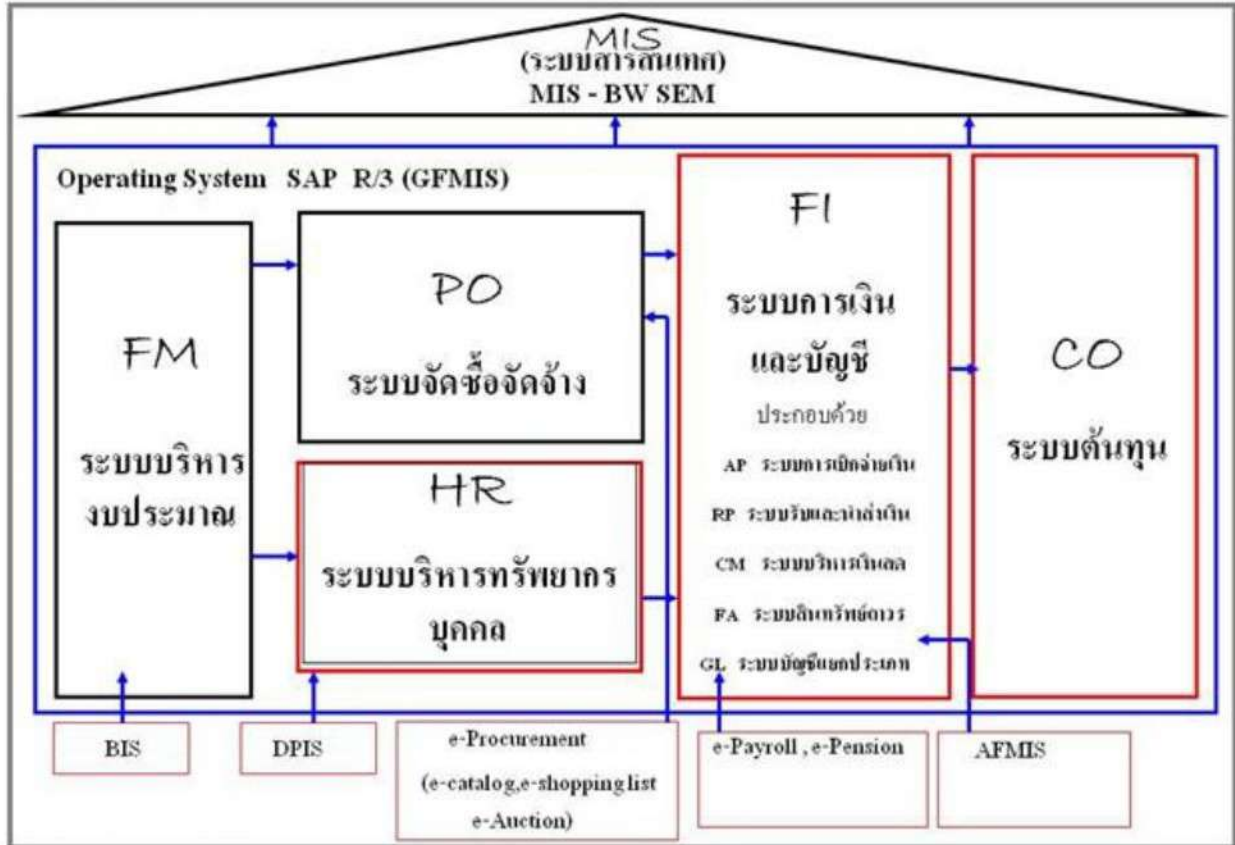 MIS
(ระบบสารสนเทศ)
MIS - BW SEM
Operating System SAP R/3 (GFMIS)
FM
ระบบบริหาร
งบประมาณ
PO
ระบบจัดซื้อจัดจ้าง
HR
ระบบบริหารทรัพยากร
บุคคล
FI
ระบบการเงิน
และบัญชี
ประกอบด้วย
AP ระบบการเบิกจ่ายเงิน
RP ระบบรับและนำส่งเงิน
CM ระบบบริหารเงินสด
FA ระบบสินทรัพย์ถาวร
GL ระบบบัญชีแยกประเภท
CO
ระบบต้นทุน
BIS
DPIS
e-Procurement
(e-catalog,e-shopping list
e-Auction)
e-Payroll , e-Pension
AFMIS